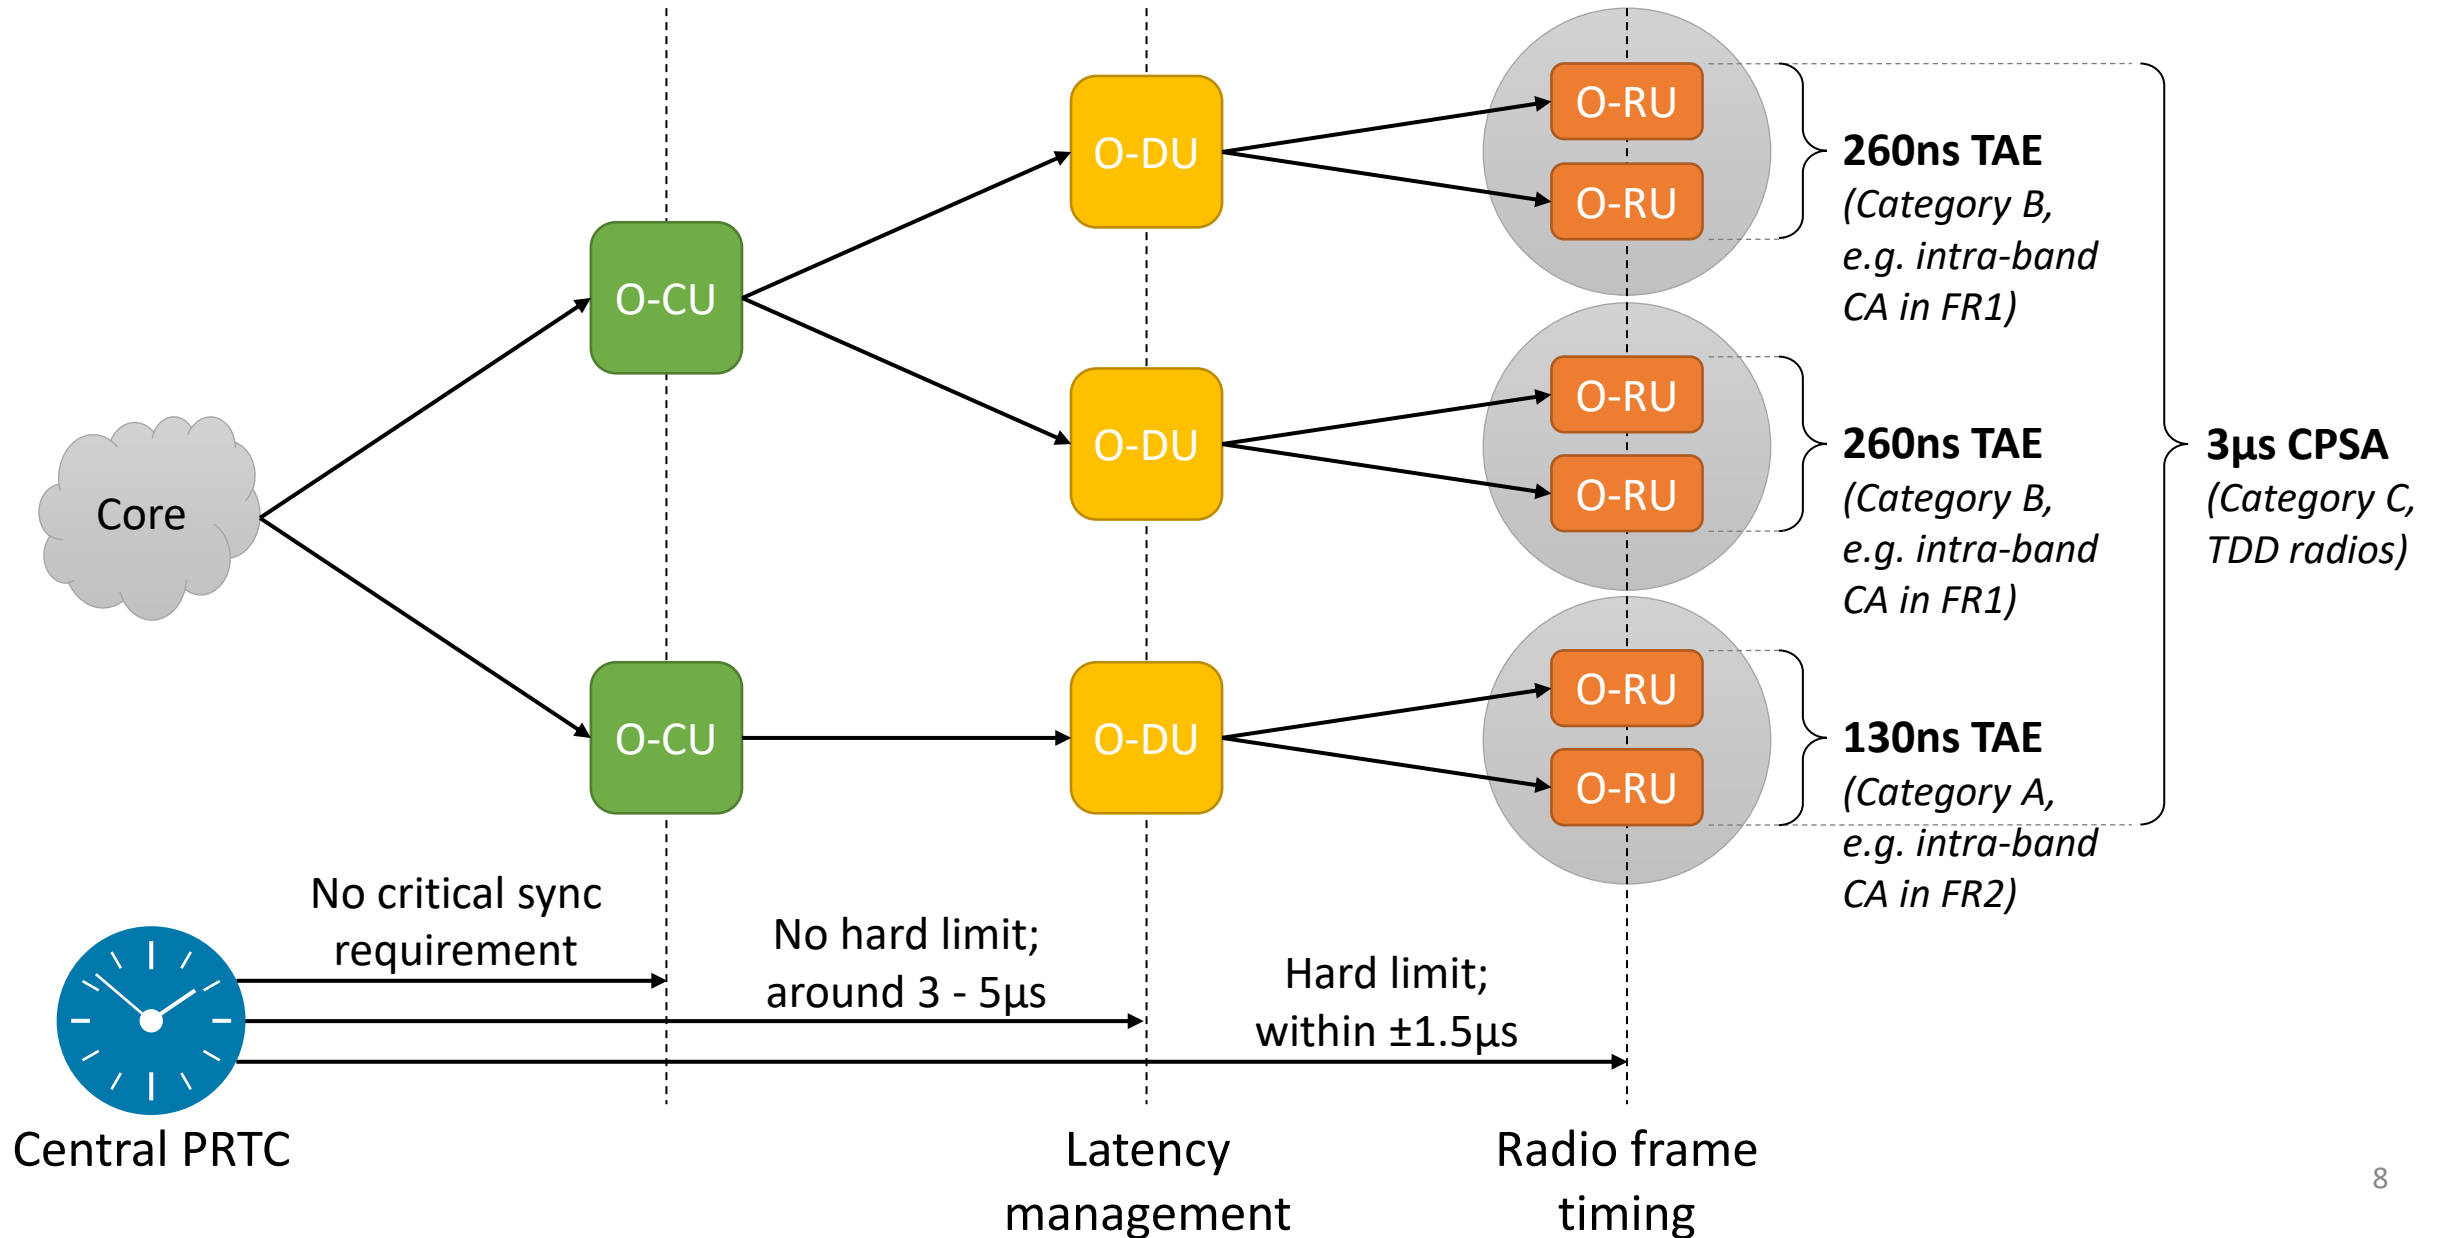 Core
O-CU
O-CU
O-DU
O-DU
O-DU
O-RU
O-RU
O-RU
O-RU
O-RU
O-RU
260ns TAE
(Category B,
e.g. intra-band
CA in FR1)
260ns TAE
(Category B,
e.g. intra-band
CA in FR1)
130ns TAE
(Category A,
e.g. intra-band
CA in FR2)
3μs CPSA
(Category C,
TDD radios)
No critical sync
requirement
No hard limit;
around 3 - 5μs
Hard limit;
within ±1.5μs
Central PRTC
Latency
management
Radio frame
timing
8